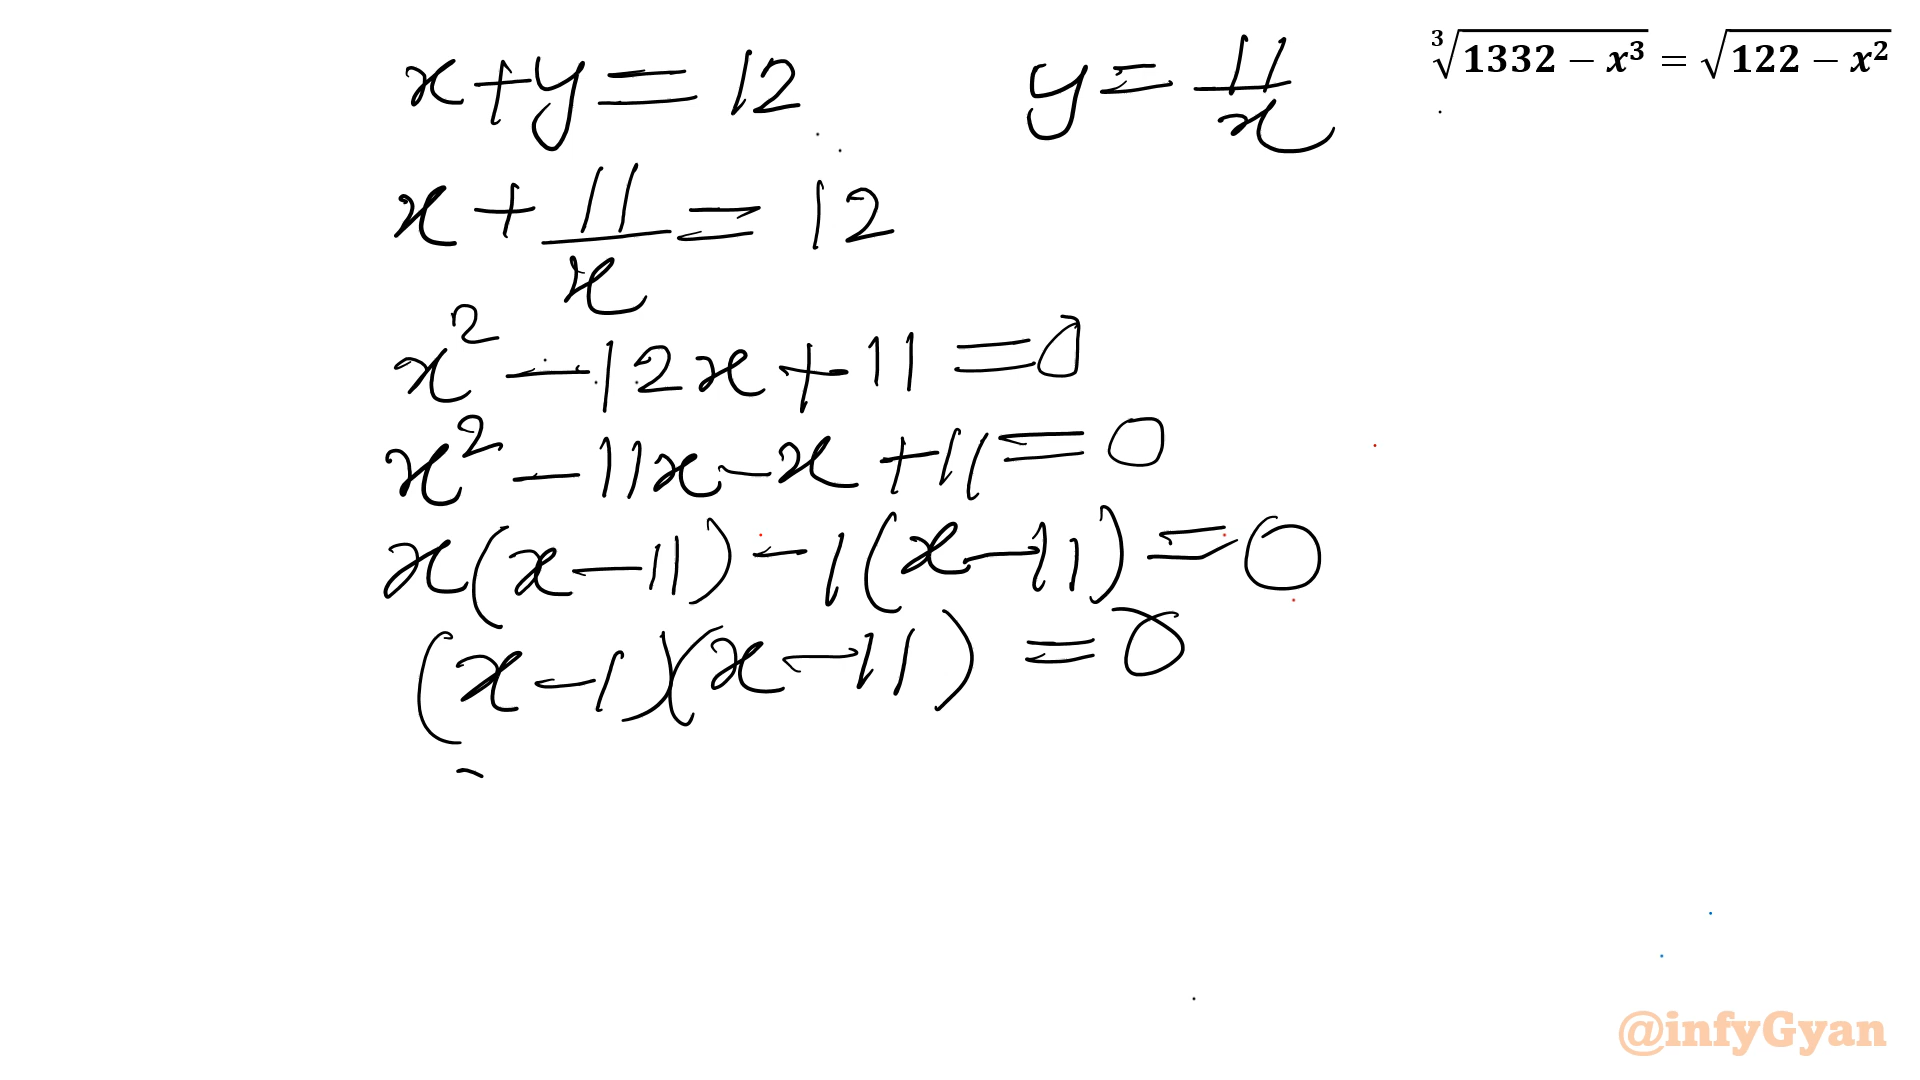 x+y=12 y=11/x ∛(1332 − x³) = √(122 − x²)
x+11/x=12
x²−12x+11=0
x²−11x−x+11=0
x(x−11)−1(x−11)=0
(x−1)(x−11)=0
@infyGyan